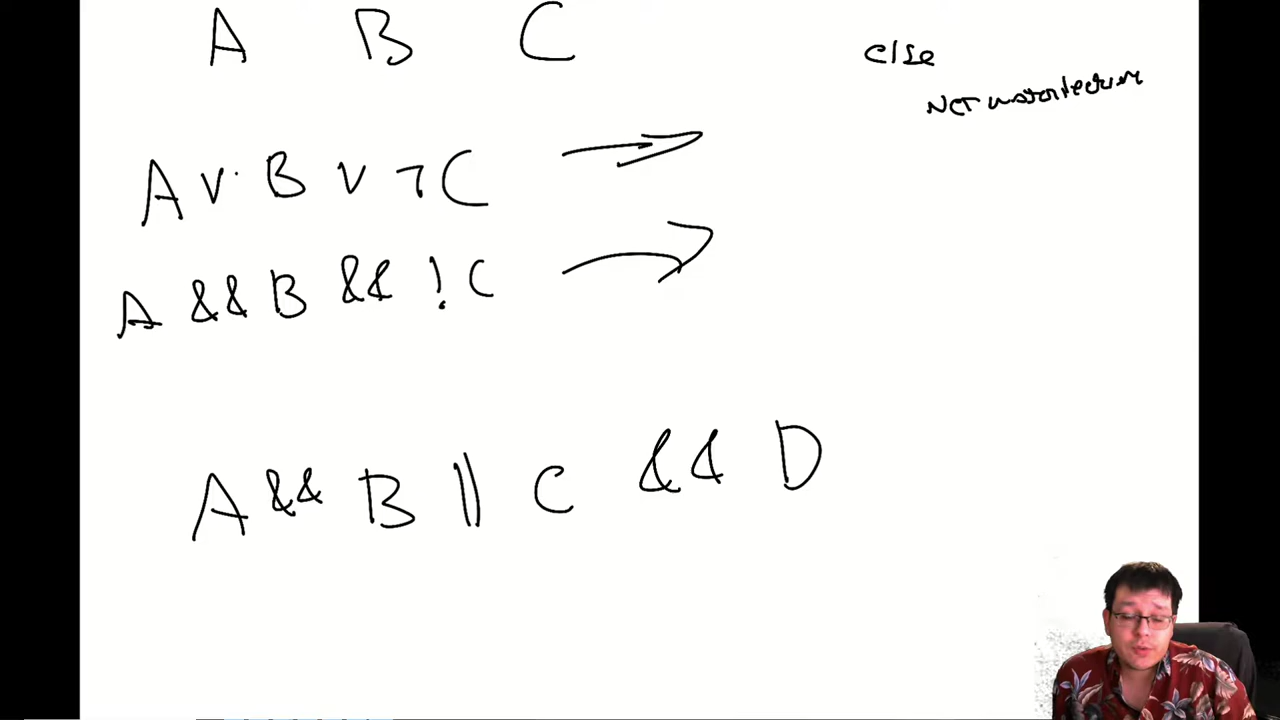 A B C
else
A ∨ B ∨ ¬ C
A && B && ! C
A && B || C && D